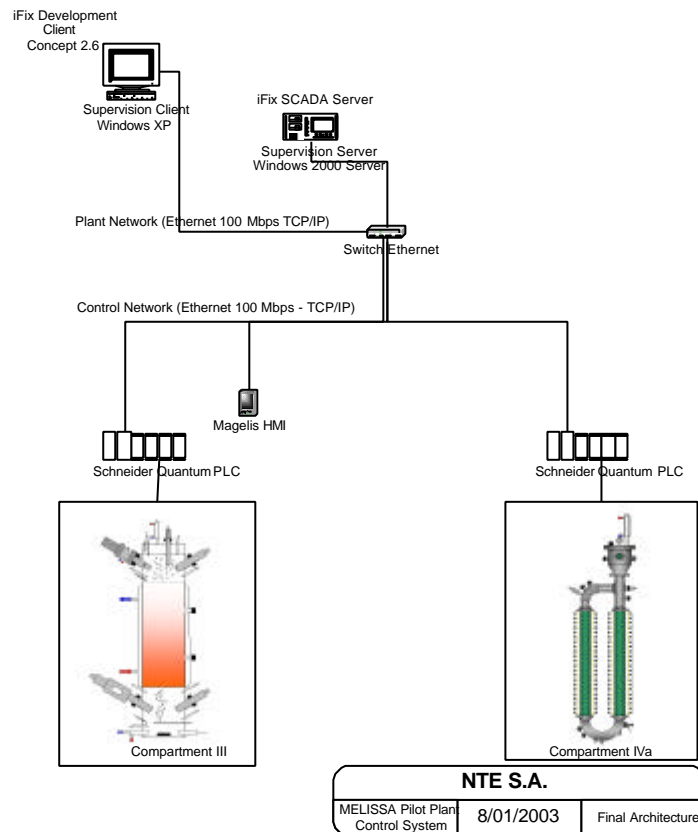 iFix Development
Client
Concept 2.6
Supervision Client
Windows XP
iFix SCADA Server
Supervision Server
Windows 2000 Server
Plant Network (Ethernet 100 Mbps TCP/IP)
Switch Ethernet
Control Network (Ethernet 100 Mbps - TCP/IP)
Magelis HMI
Schneider Quantum PLC
Schneider Quantum PLC
Compartment III
Compartment IVa
NTE S.A.
MELISSA Pilot Plant
Control System
8/01/2003
Final Architecture